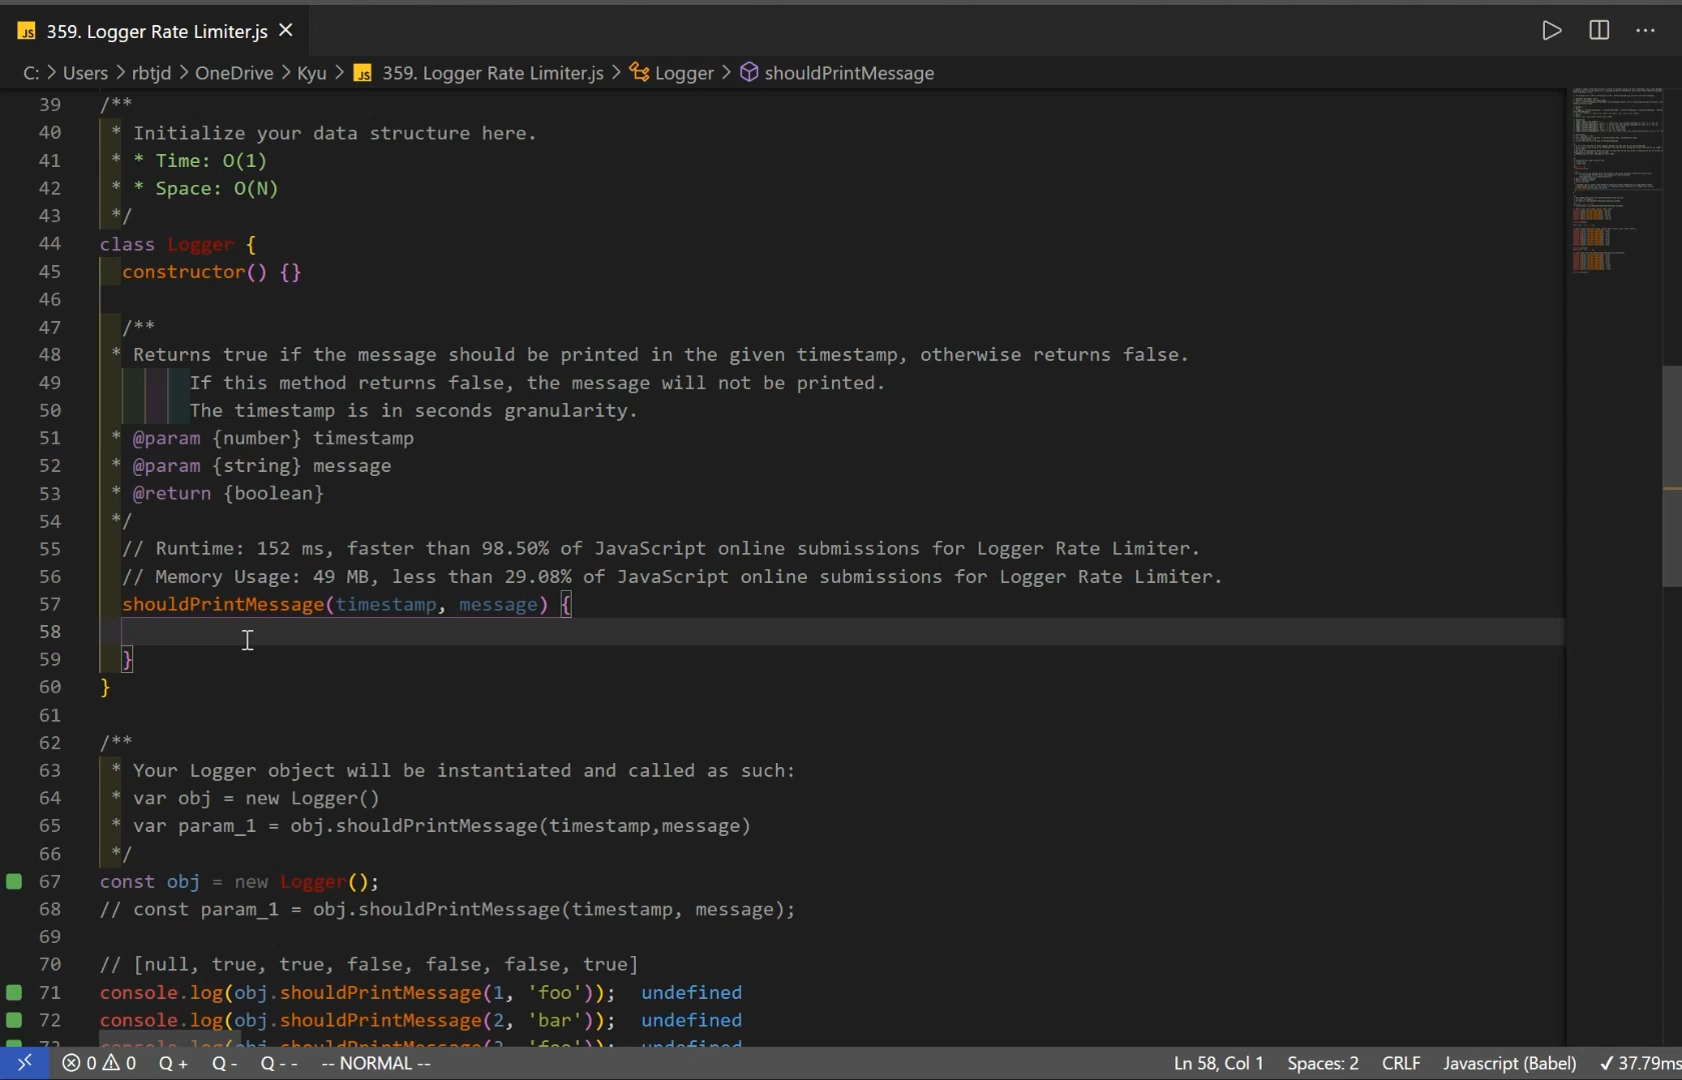 JS 359. Logger Rate Limiter.js
C: > Users > rbtjd > OneDrive > Kyu > JS 359. Logger Rate Limiter.js > Logger > shouldPrintMessage
39 /**
40 * Initialize your data structure here.
41 * * Time: O(1)
42 * * Space: O(N)
43 */
44 class Logger {
45 constructor() {}
46
47 /**
48 * Returns true if the message should be printed in the given timestamp, otherwise returns false.
49 If this method returns false, the message will not be printed.
50 The timestamp is in seconds granularity.
51 * @param {number} timestamp
52 * @param {string} message
53 * @return {boolean}
54 */
55 // Runtime: 152 ms, faster than 98.50% of JavaScript online submissions for Logger Rate Limiter.
56 // Memory Usage: 49 MB, less than 29.08% of JavaScript online submissions for Logger Rate Limiter.
57 shouldPrintMessage(timestamp, message) {
58
59 }
60 }
61
62 /**
63 * Your Logger object will be instantiated and called as such:
64 * var obj = new Logger()
65 * var param_1 = obj.shouldPrintMessage(timestamp,message)
66 */
67 const obj = new Logger();
68 // const param_1 = obj.shouldPrintMessage(timestamp, message);
69
70 // [null, true, true, false, false, false, true]
71 console.log(obj.shouldPrintMessage(1, 'foo')); undefined
72 console.log(obj.shouldPrintMessage(2, 'bar')); undefined
0 0 Q + Q - Q - - -- NORMAL -- Ln 58, Col 1 Spaces: 2 CRLF Javascript (Babel) ✓ 37.79ms